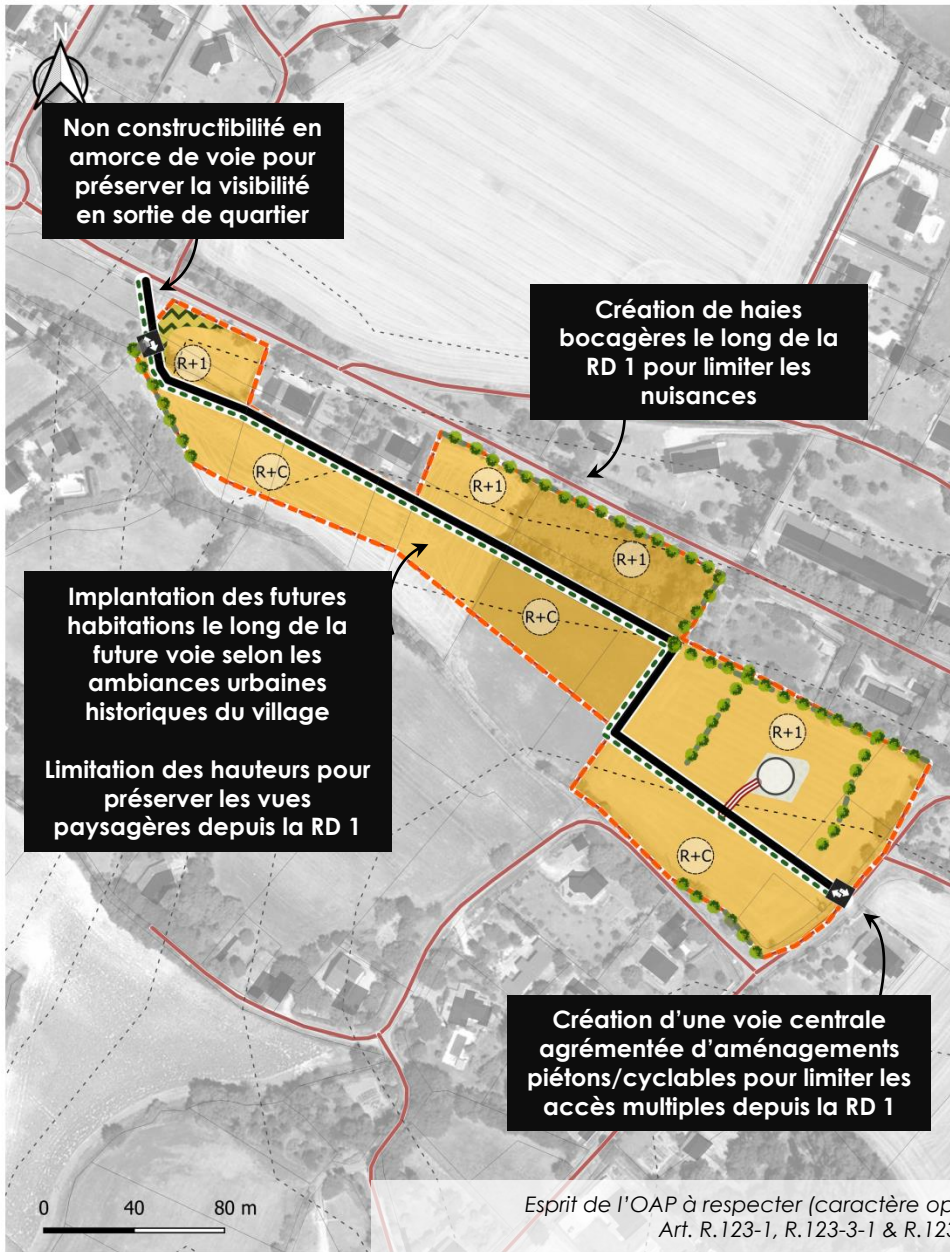 N
Non constructibilité en
amorce de voie pour
préserver la visibilité
en sortie de quartier
Création de haies
bocagères le long de la
RD 1 pour limiter les
nuisances
R+1
R+C
R+1
R+1
R+C
Implantation des futures
habitations le long de la
future voie selon les
ambiances urbaines
historiques du village
Limitation des hauteurs pour
préserver les vues
paysagères depuis la RD 1
R+1
R+C
Création d'une voie centrale
agrémentée d'aménagements
piétons/cyclable pour limiter les
accès multiples depuis la RD 1
0 40 80 m
Esprit de l'OAP à respecter (caractère op
Art. R.123-1, R.123-3-1 & R.12